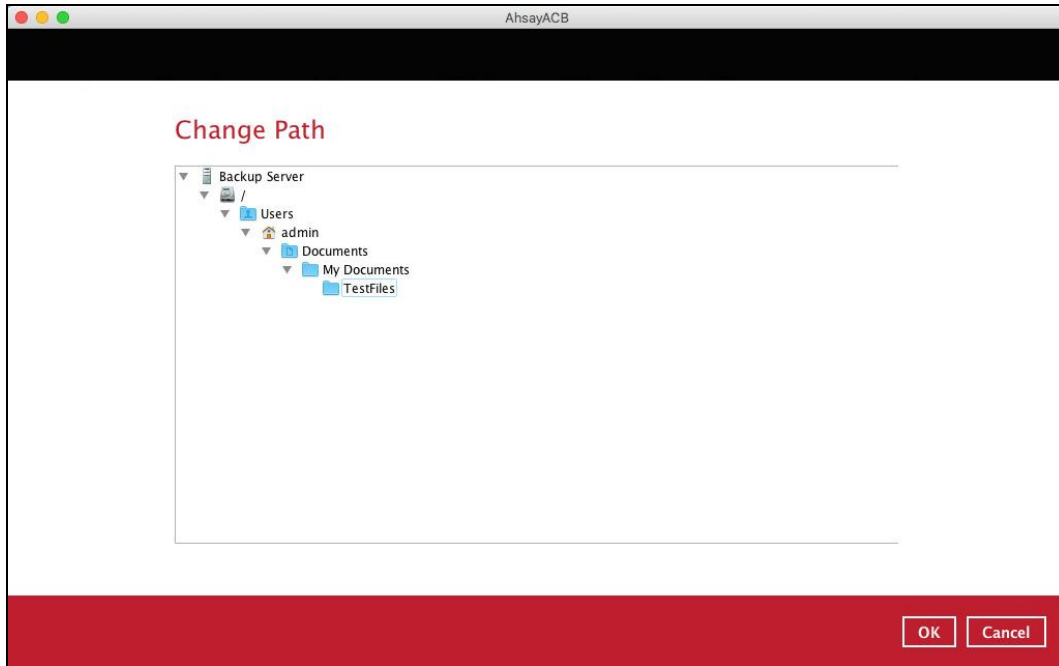 AhsayACB
Change Path
Backup Server
/
Users
admin
Documents
My Documents
TestFiles
OK Cancel